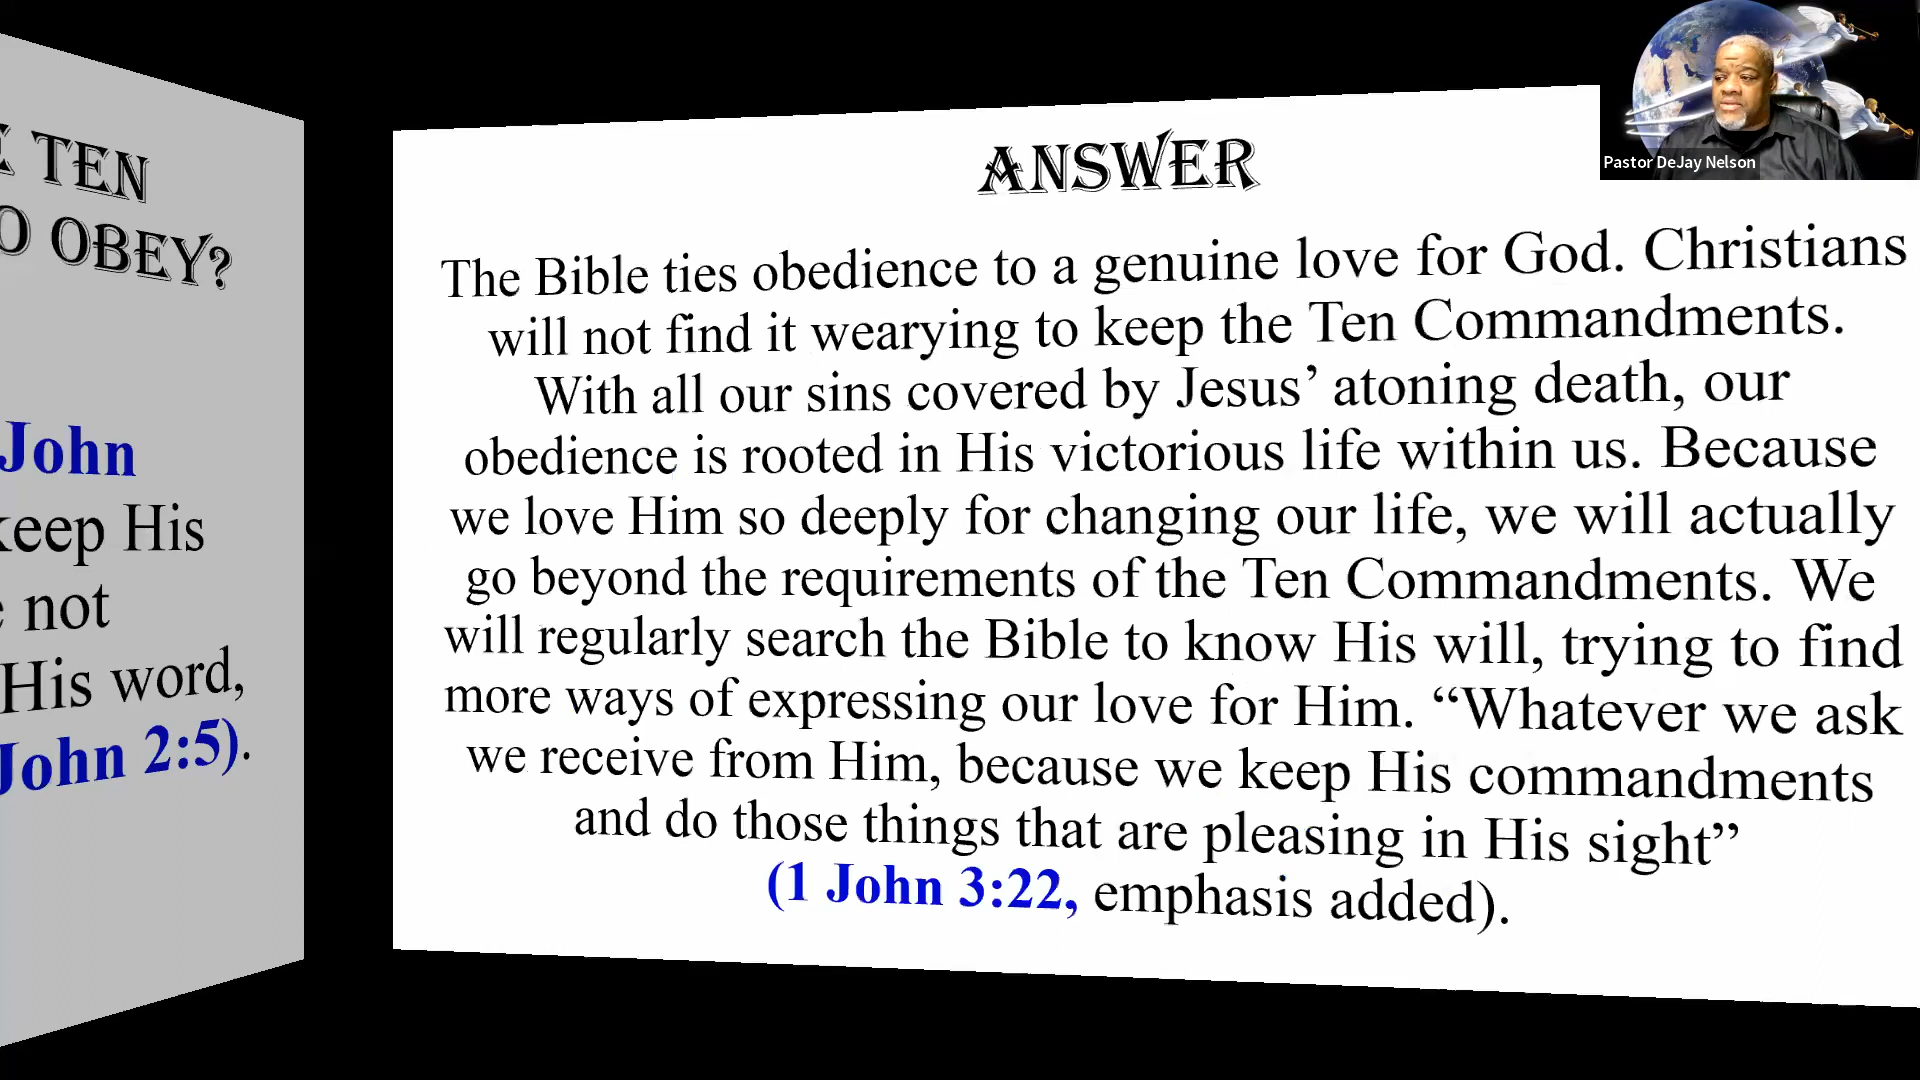 TEN
O OBEY?
John
keep His
not
His word,
John 2:5).
ANSWER
The Bible ties obedience to a genuine love for God. Christians
will not find it wearying to keep the Ten Commandments.
With all our sins covered by Jesus’ atoning death, our
obedience is rooted in His victorious life within us. Because
we love Him so deeply for changing our life, we will actually
go beyond the requirements of the Ten Commandments. We
will regularly search the Bible to know His will, trying to find
more ways of expressing our love for Him. “Whatever we ask
we receive from Him, because we keep His commandments
and do those things that are pleasing in His sight”
(1 John 3:22, emphasis added).
Pastor DeJay Nelson